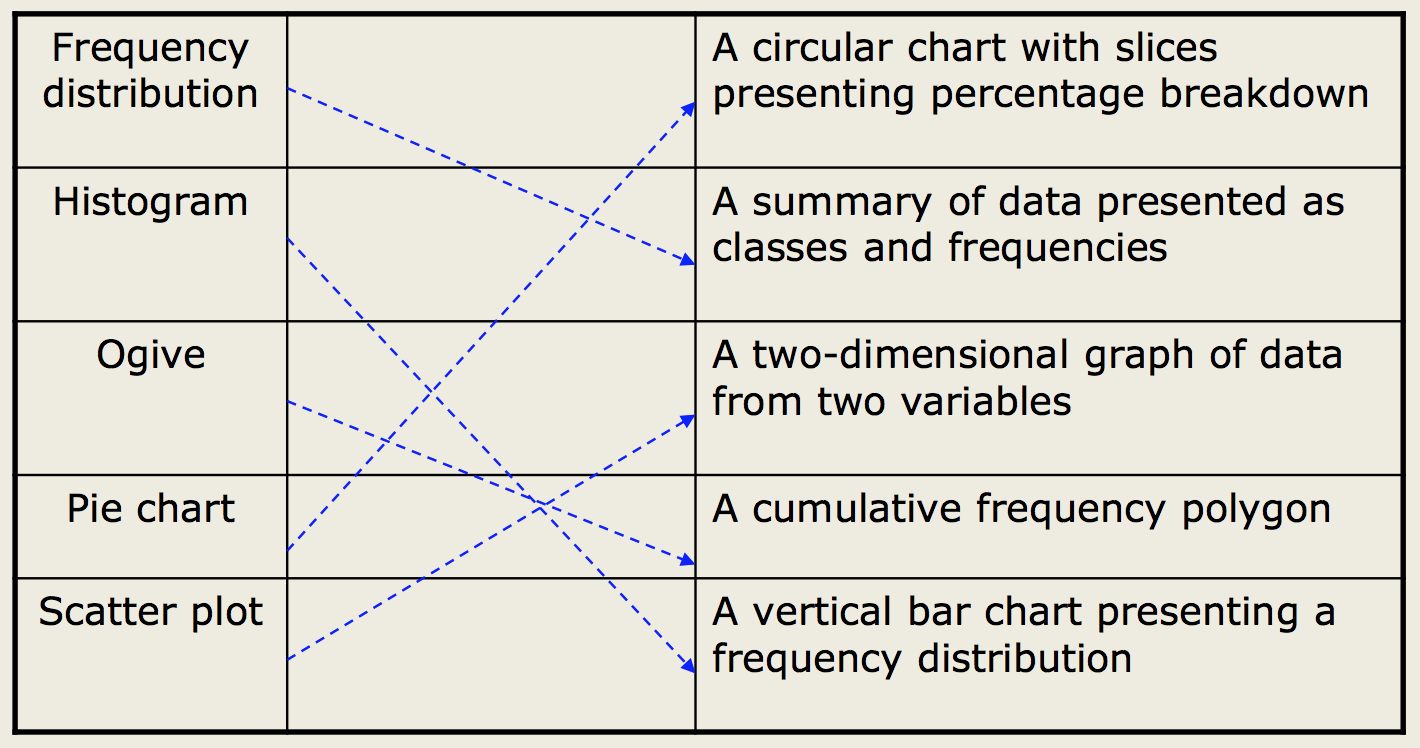 Frequency
distribution
A circular chart with slices
presenting percentage breakdown
Histogram
A summary of data presented as
classes and frequencies
Ogive
A two-dimensional graph of data
from two variables
Pie chart
A cumulative frequency polygon
Scatter plot
A vertical bar chart presenting a
frequency distribution